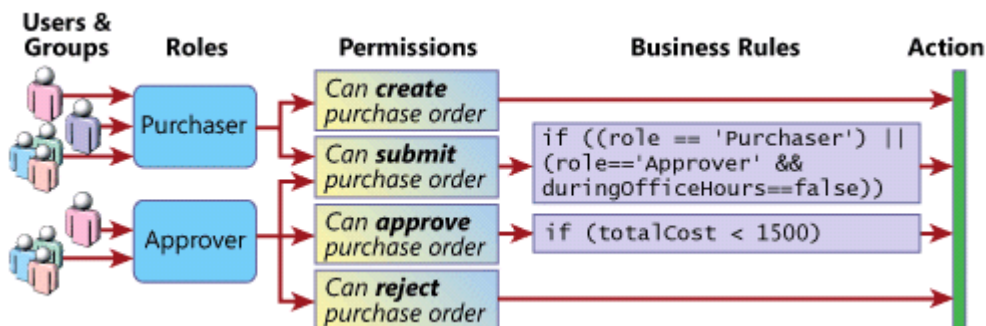 Users &
Groups
Roles
Permissions
Business Rules
Action
Purchaser
Approver
Can create
purchase order
Can submit
purchase order
Can approve
purchase order
Can reject
purchase order
if ((role == 'Purchaser') ||
(role=='Approver' &&
duringOfficeHours==false))
if (totalCost < 1500)